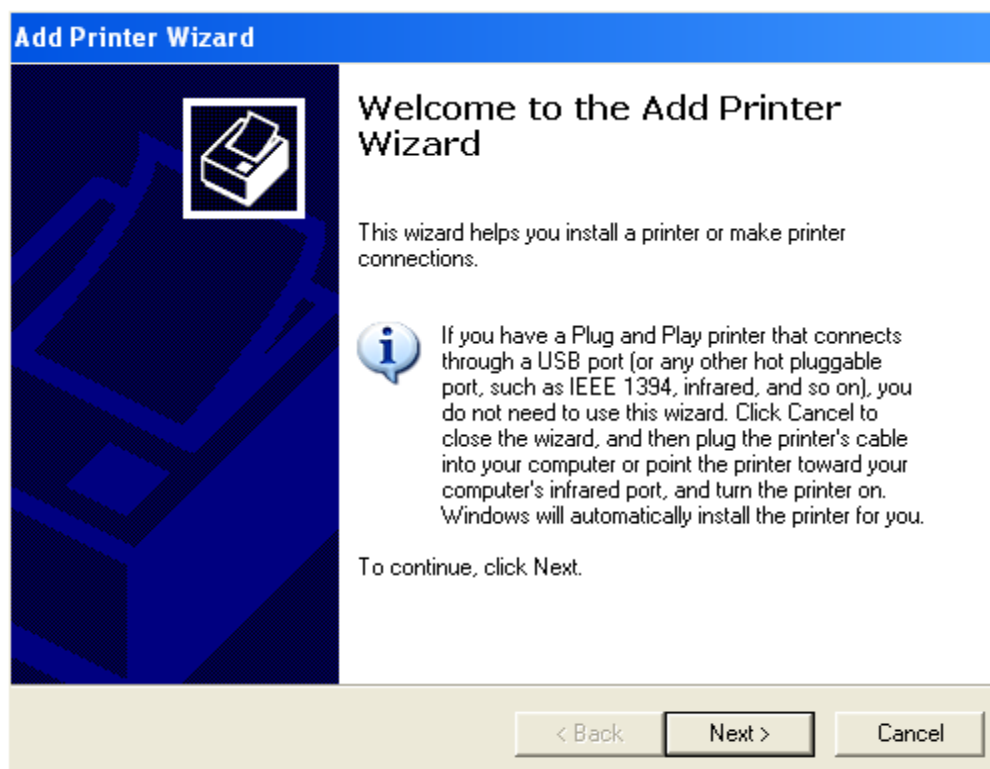 Add Printer Wizard
Welcome to the Add Printer
Wizard
This wizard helps you install a printer or make printer
connections.
If you have a Plug and Play printer that connects
through a USB port (or any other hot pluggable
port, such as IEEE 1394, infrared, and so on), you
do not need to use this wizard. Click Cancel to
close the wizard, and then plug the printer's cable
into your computer or point the printer toward your
computer's infrared port, and turn the printer on.
Windows will automatically install the printer for you.
To continue, click Next.
< Back
Next >
Cancel